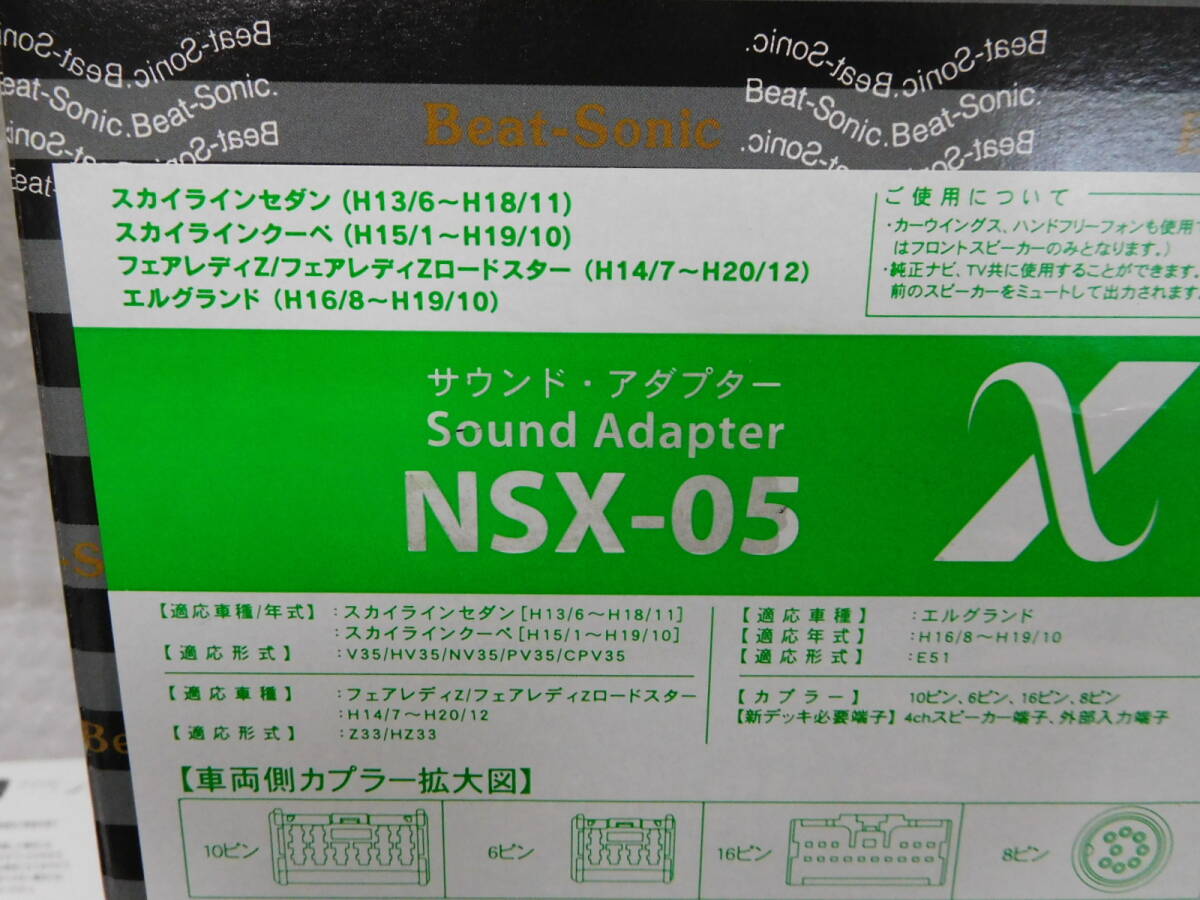 Beat-Sonic.
Beat-Sonic.Beat-Sonic.
Beat-Sonic
スカイラインセダン (H13/6〜H18/11)
スカイラインクーペ (H15/1〜H19/10)
フェアレディZ/フェアレディZロードスター (H14/7〜H20/12)
エルグランド (H16/8〜H19/10)
ご使用について
・カーウイングス、ハンドフリーフォンも使用
はフロントスピーカーのみとなります。)
・純正ナビ、TV共に使用することができます。
前のスピーカーをミュートして出力されます
サウンド・アダプター
Sound Adapter
NSX-05
X
【適応車種/年式】:スカイラインセダン[H13/6〜H18/11]
:スカイラインクーペ[H15/1〜H19/10]
【適応形式】:V35/HV35/NV35/PV35/CPV35
【適応車種】:フェアレディZ/フェアレディZロードスター
:H14/7〜H20/12
【適応形式】:Z33/HZ33
【適応車種】:エルグランド
【適応年式】:H16/8〜H19/10
【適応形式】:E51
【カプラー】 10ピン、6ピン、16ピン、8ピン
【新デッキ必要端子】4chスピーカー端子、外部入力端子
【車両側カプラー拡大図】
10ピン
6ピン
16ピン
8ピン